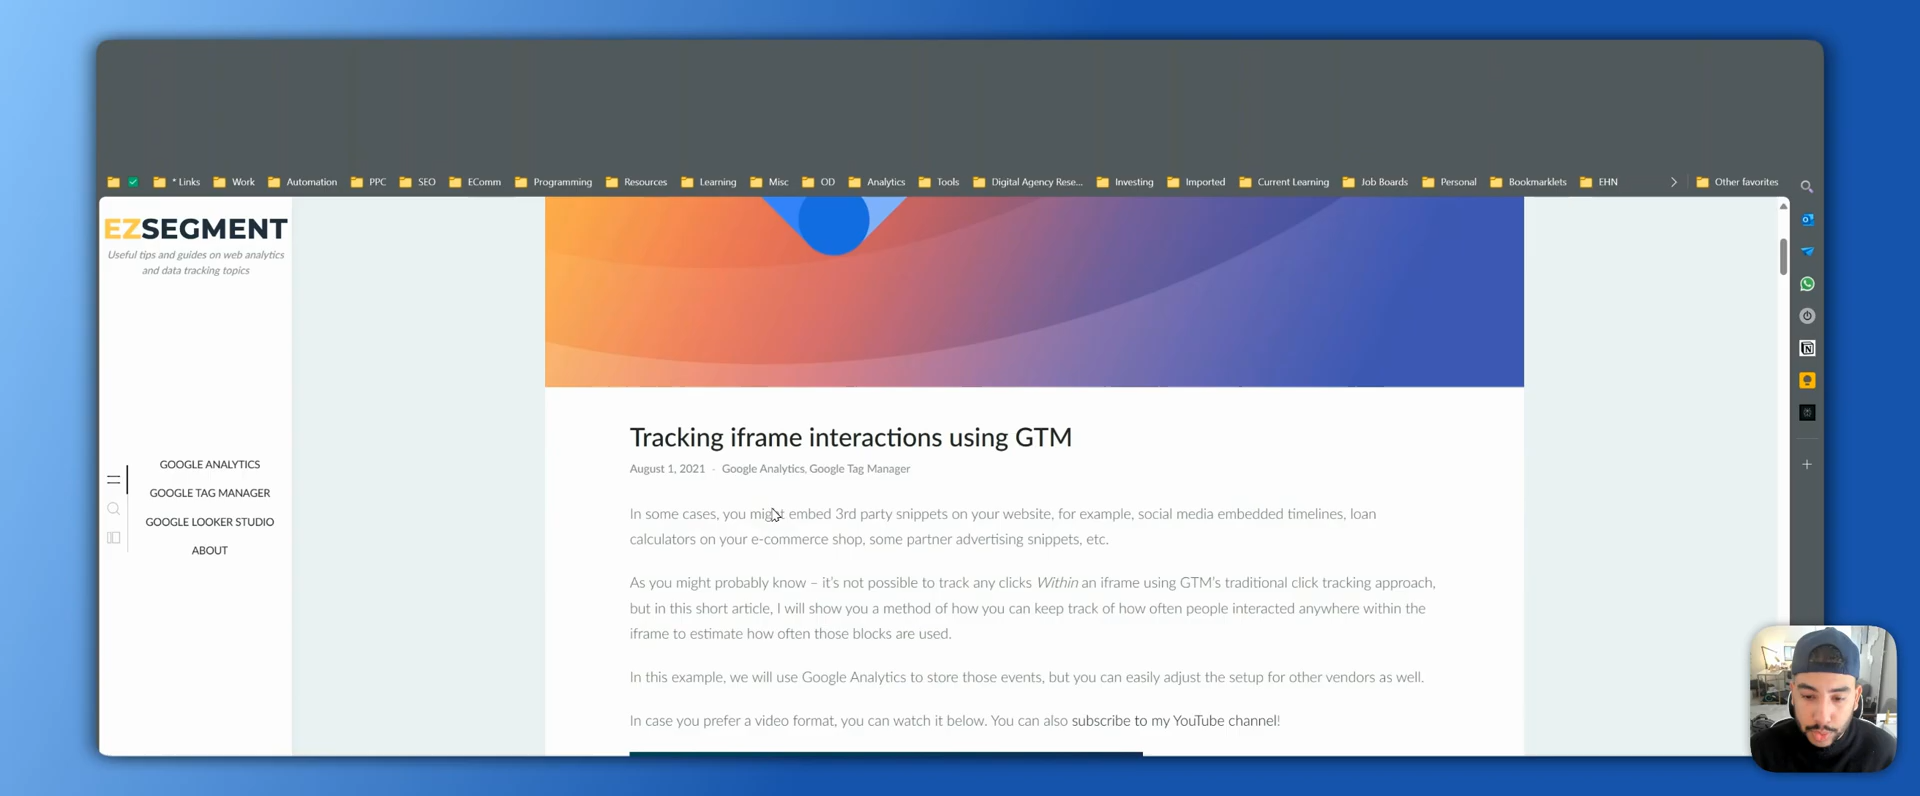 * Links Work Automation PPC SEO EComm Programming Resources Learning Misc OD Analytics Tools Digital Agency Rese... Investing Imported Current Learning Job Boards Personal Bookmarklets EHN Other favorites
EZSEGMENT
Useful tips and guides on web analytics
and data tracking topics
GOOGLE ANALYTICS
GOOGLE TAG MANAGER
GOOGLE LOOKER STUDIO
ABOUT
Tracking iframe interactions using GTM
August 1, 2021 - Google Analytics, Google Tag Manager
In some cases, you might embed 3rd party snippets on your website, for example, social media embedded timelines, loan
calculators on your e-commerce shop, some partner advertising snippets, etc.
As you might probably know – it's not possible to track any clicks Within an iframe using GTM's traditional click tracking approach,
but in this short article, I will show you a method of how you can keep track of how often people interacted anywhere within the
iframe to estimate how often those blocks are used.
In this example, we will use Google Analytics to store those events, but you can easily adjust the setup for other vendors as well.
In case you prefer a video format, you can watch it below. You can also subscribe to my YouTube channel!